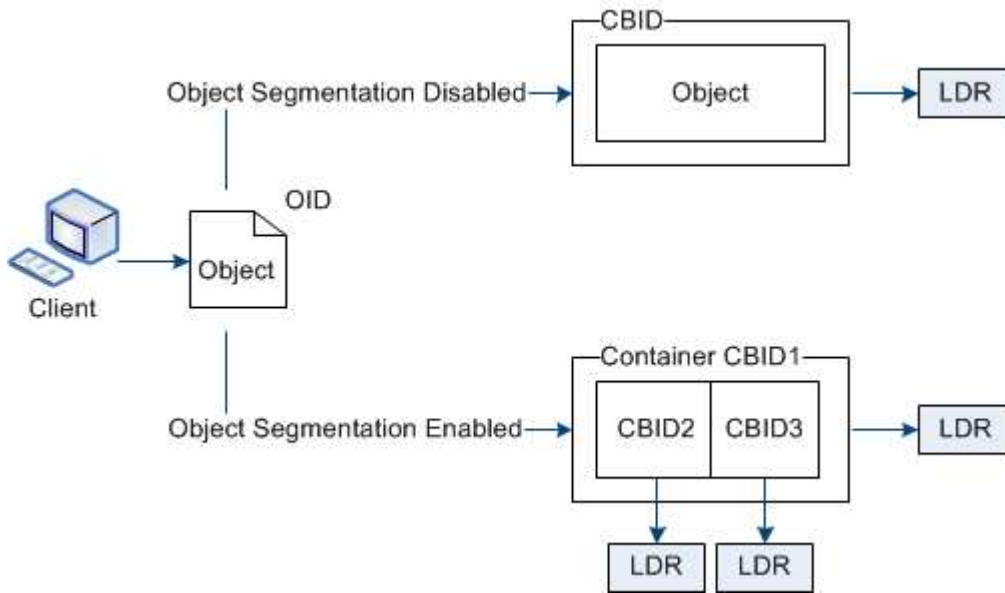 CBID
Object Segmentation Disabled
Object
LDR
OID
Object
Client
Container CBID1
Object Segmentation Enabled
CBID2
CBID3
LDR
LDR
LDR